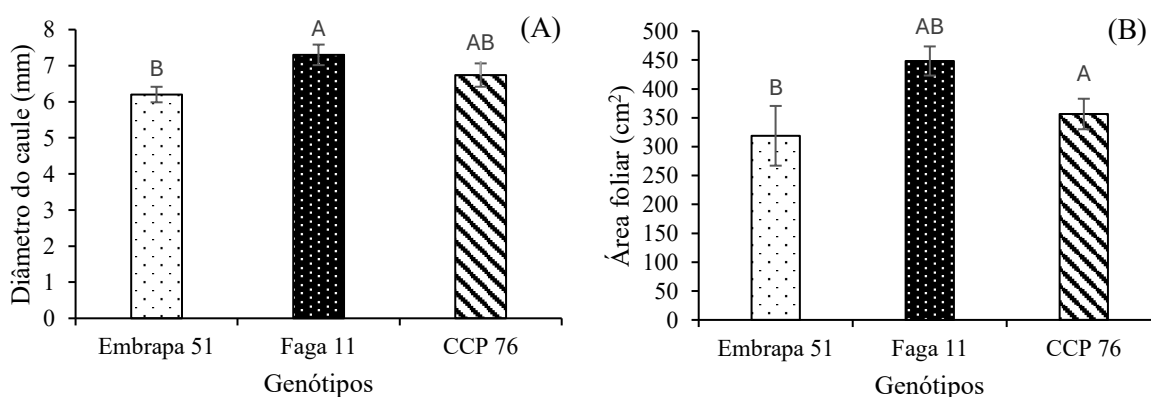 (A)
Diâmetro do caule (mm)
8
7
6
5
4
3
2
1
0
B
A
AB
Embrapa 51
Faga 11
CCP 76
Genótipos
(B)
Área foliar (cm²)
500
450
400
350
300
250
200
150
100
50
0
B
AB
A
Embrapa 51
Faga 11
CCP 76
Genótipos